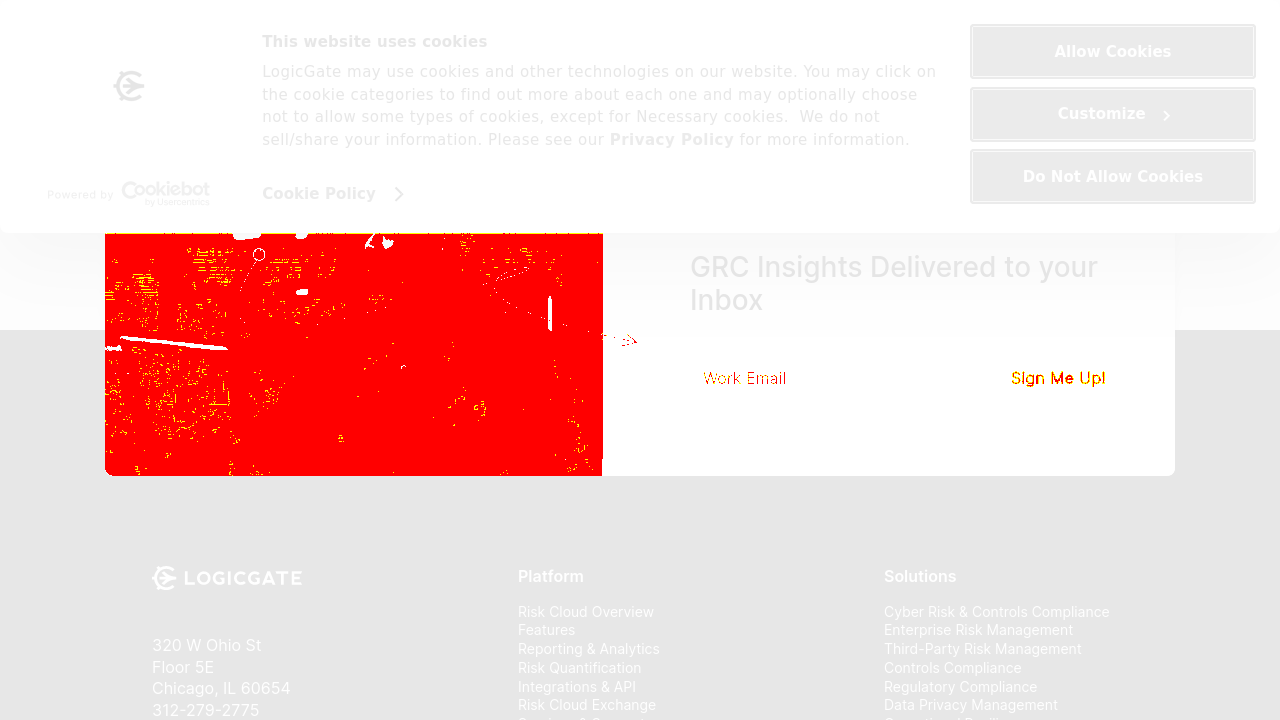 This website uses cookies
LogicGate may use cookies and other technologies on our website. You may click on
the cookie categories to find out more about each one and may optionally choose
not to allow some types of cookies, except for Necessary cookies.  We do not
sell/share your information. Please see our Privacy Policy for more information.
Cookie Policy
Powered by Cookiebot
by Usercentrics
Allow Cookies
Customize
Do Not Allow Cookies
GRC Insights Delivered to your
Inbox
Work Email
Sign Me Up!
LOGICGATE
320 W Ohio St
Floor 5E
Chicago, IL 60654
312-279-2775
Platform
Risk Cloud Overview
Features
Reporting & Analytics
Risk Quantification
Integrations & API
Risk Cloud Exchange
Solutions
Cyber Risk & Controls Compliance
Enterprise Risk Management
Third-Party Risk Management
Controls Compliance
Regulatory Compliance
Data Privacy Management